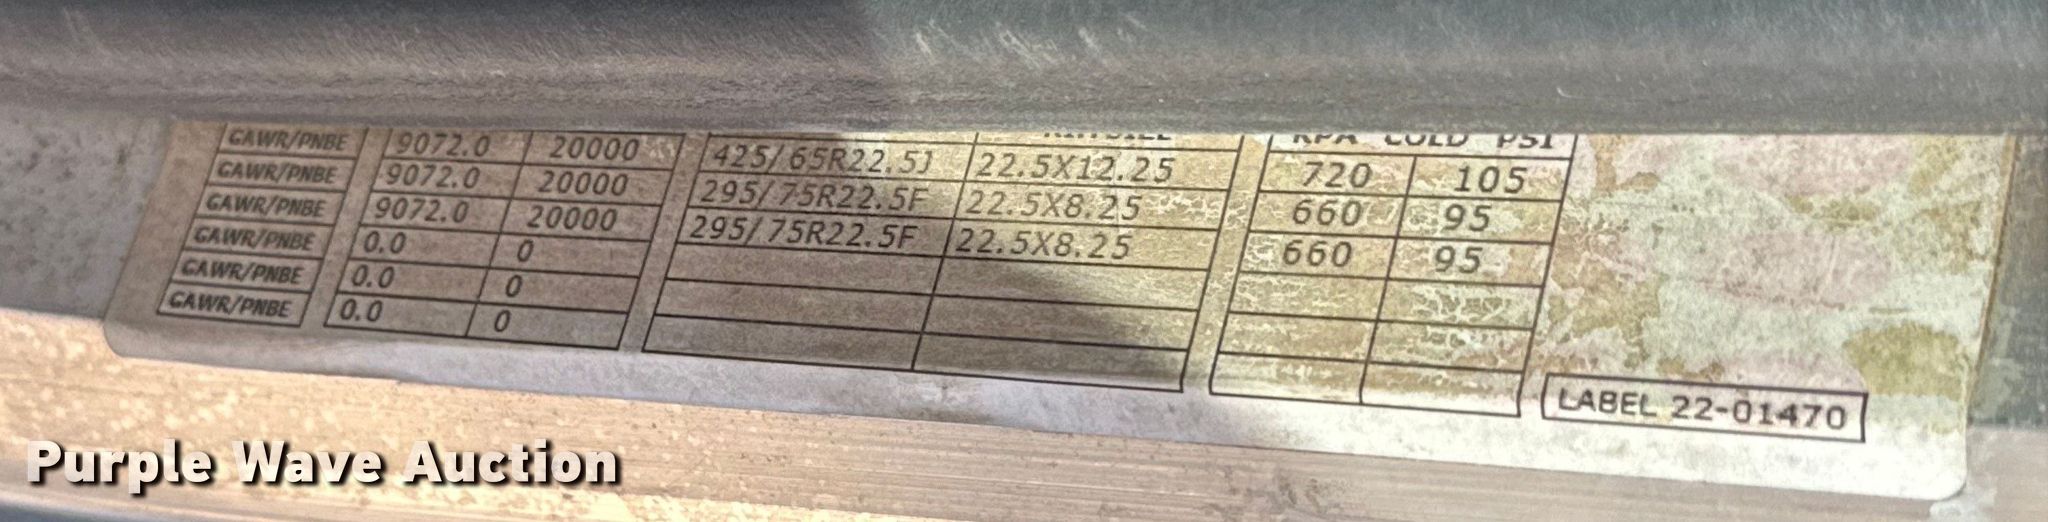 GAWR/PNBE 9072.0 20000 425/65R22.5J 22.5X12.25 720 105
KPA COLD PSI
GAWR/PNBE 9072.0 20000 295/75R22.5F 22.5X8.25 660 95
GAWR/PNBE 9072.0 20000 295/75R22.5F 22.5X8.25 660 95
GAWR/PNBE 0.0 0
GAWR/PNBE 0.0 0
GAWR/PNBE 0.0 0
LABEL 22-01470
Purple Wave Auction